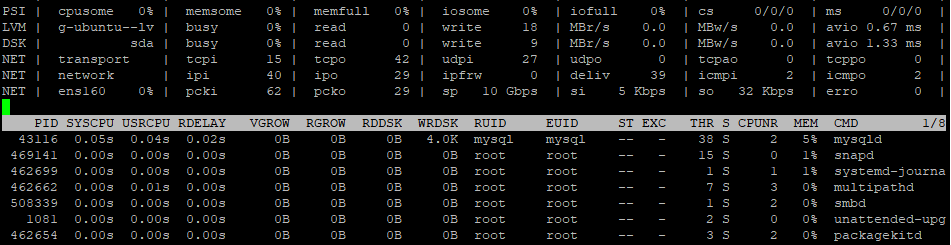 PSI | cpusome 0% | memsome 0% | memfull 0% | iosome 0% | iofull 0% | cs 0/0/0 | ms 0/0/0 |
LVM | g-ubuntu--lv | busy 0% | read 0 | write 18 | MBr/s 0.0 | MBw/s 0.0 | avio 0.67 ms |
DSK | sda | busy 0% | read 0 | write 9 | MBr/s 0.0 | MBw/s 0.0 | avio 1.33 ms |
NET | transport | tcpi 15 | tcpo 42 | udpi 27 | udpo 0 | tcpao 0 | tcppo 0 |
NET | network | ipi 40 | ipo 29 | ipfrw 0 | deliv 39 | icmpi 2 | icmpo 2 |
NET | ens160 0% | pcki 62 | pcko 29 | sp 10 Gbps | si 5 Kbps | so 32 Kbps | erro 0 |
PID SYSCPU USRCPU RDELAY VGROW RGROW RDDSK WRDSK RUID EUID ST EXC THR S CPUNR MEM CMD 1/8
43116 0.05s 0.04s 0.02s 0B 0B 0B 4.0K mysql mysql -- - 38 S 2 5% mysqld
469141 0.00s 0.00s 0.00s 0B 0B 0B 0B root root -- - 15 S 0 1% snapd
462699 0.00s 0.00s 0.00s 0B 0B 0B 0B root root -- - 1 S 1 1% systemd-journa
462662 0.00s 0.01s 0.00s 0B 0B 0B 0B root root -- - 7 S 3 0% multipathd
508339 0.00s 0.00s 0.00s 0B 0B 0B 0B root root -- - 1 S 2 0% smbd
1081 0.00s 0.00s 0.00s 0B 0B 0B 0B root root -- - 2 S 0 0% unattended-upg
462654 0.00s 0.00s 0.00s 0B 0B 0B 0B root root -- - 3 S 2 0% packagekitd